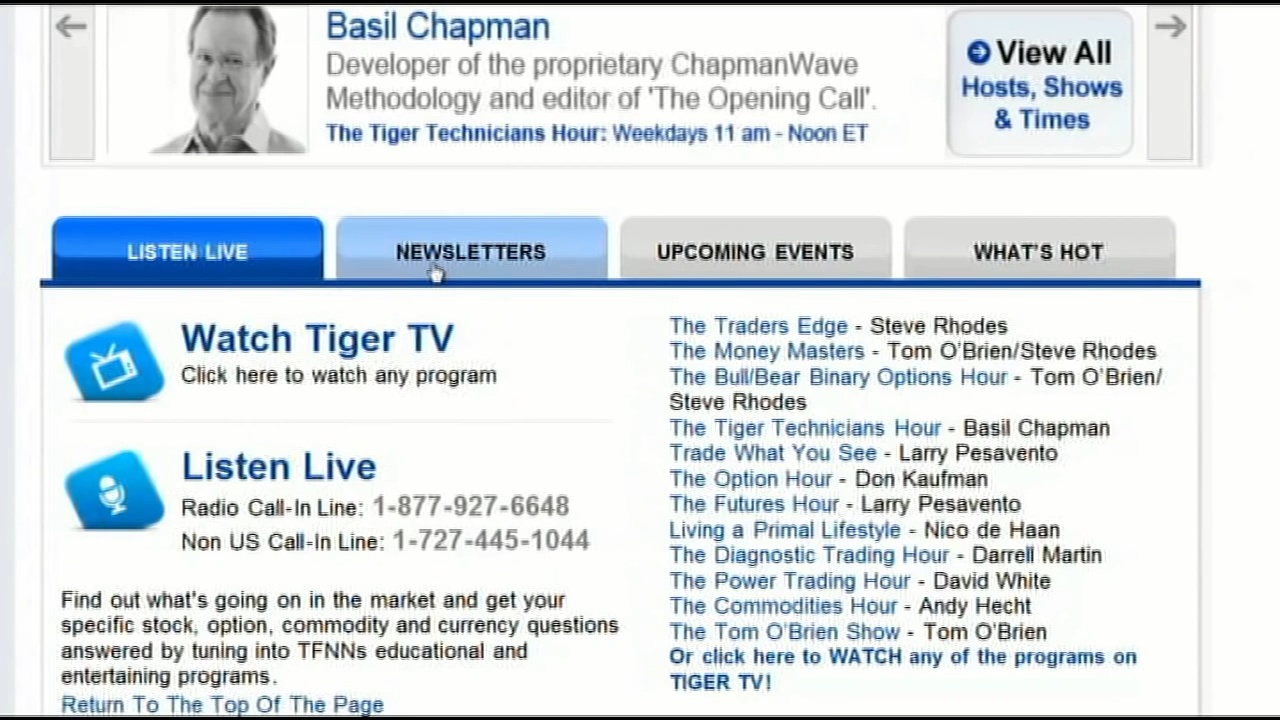 Basil Chapman
Developer of the proprietary ChapmanWave
Methodology and editor of 'The Opening Call'.
The Tiger Technicians Hour: Weekdays 11 am - Noon ET
View All
Hosts, Shows
& Times
LISTEN LIVE
NEWSLETTERS
UPCOMING EVENTS
WHAT'S HOT
Watch Tiger TV
Click here to watch any program
Listen Live
Radio Call-In Line: 1-877-927-6648
Non US Call-In Line: 1-727-445-1044
Find out what's going on in the market and get your
specific stock, option, commodity and currency questions
answered by tuning into TFNNs educational and
entertaining programs.
Return To The Top Of The Page
The Traders Edge - Steve Rhodes
The Money Masters - Tom O'Brien/Steve Rhodes
The Bull/Bear Binary Options Hour - Tom O'Brien/
Steve Rhodes
The Tiger Technicians Hour - Basil Chapman
Trade What You See - Larry Pesavento
The Option Hour - Don Kaufman
The Futures Hour - Larry Pesavento
Living a Primal Lifestyle - Nico de Haan
The Diagnostic Trading Hour - Darrell Martin
The Power Trading Hour - David White
The Commodities Hour - Andy Hecht
The Tom O'Brien Show - Tom O'Brien
Or click here to WATCH any of the programs on
TIGER TV!